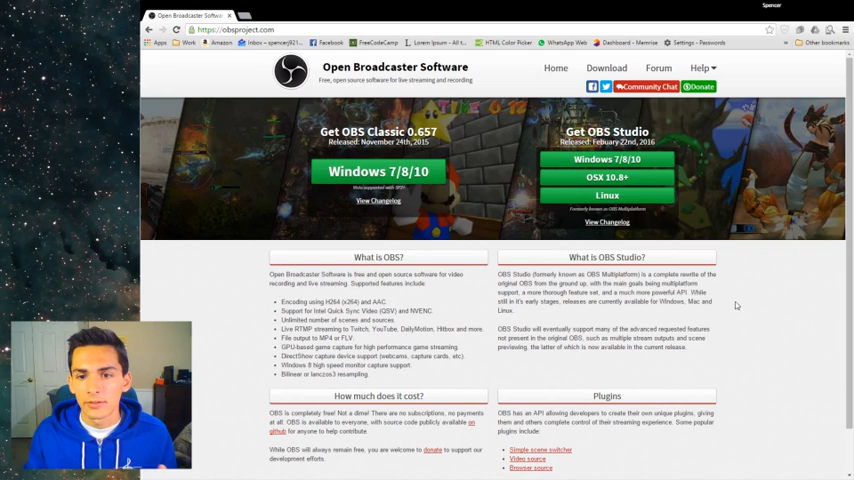 Spencer
Open Broadcaster Softwar
https://obsproject.com
Apps
Work
Amazon
Inbox - spencerj921...
Facebook
FreeCodeCamp
Lorem Ipsum - All t...
HTML Color Picker
WhatsApp Web
Dashboard - Memrise
Settings - Passwords
Other bookmarks
Open Broadcaster Software
Free, open source software for live streaming and recording
Home
Download
Forum
Help
Community Chat
Donate
TIME
Get OBS Classic 0.657
Released: November 24th, 2015
Windows 7/8/10
View Changelog
Get OBS Studio
Released: Febuary 22nd, 2016
Windows 7/8/10
OSX 10.8+
Linux
Formerly known as OBS Multiplatform
View Changelog
What is OBS?
Open Broadcaster Software is free and open source software for video
recording and live streaming. Supported features include:
Encoding using H264 (x264) and AAC.
Support for Intel Quick Sync Video (QSV) and NVENC.
Unlimited number of scenes and sources.
Live RTMP streaming to Twitch, YouTube, DailyMotion, Hitbox and more.
File output to MP4 or FLV.
GPU-based game capture for high performance game streaming.
DirectShow capture device support (webcams, capture cards, etc).
Windows 8 high speed monitor capture support.
Bilinear or lanczos3 resampling.
What is OBS Studio?
OBS Studio (formerly known as OBS Multiplatform) is a complete rewrite of the
original OBS from the ground up, with the main goals being multiplatform
support, a more thorough feature set, and a much more powerful API. While
still in it's early stages, releases are currently available for Windows, Mac and
Linux.
OBS Studio will eventually support many of the advanced requested features
not present in the original OBS, such as multiple stream outputs and scene
previewing, the latter of which is now available in the current release.
How much does it cost?
OBS is completely free! Not a dime! There are no subscriptions, no payments
at all. OBS is available to everyone, with source code publicly available on
github for anyone to help contribute.
While OBS will always remain free, you are welcome to donate to support our
development efforts.
Plugins
OBS has an API allowing developers to create their own unique plugins, giving
them and others complete control of their streaming experience. Some popular
plugins include:
Simple scene switcher
Video source
Browser source